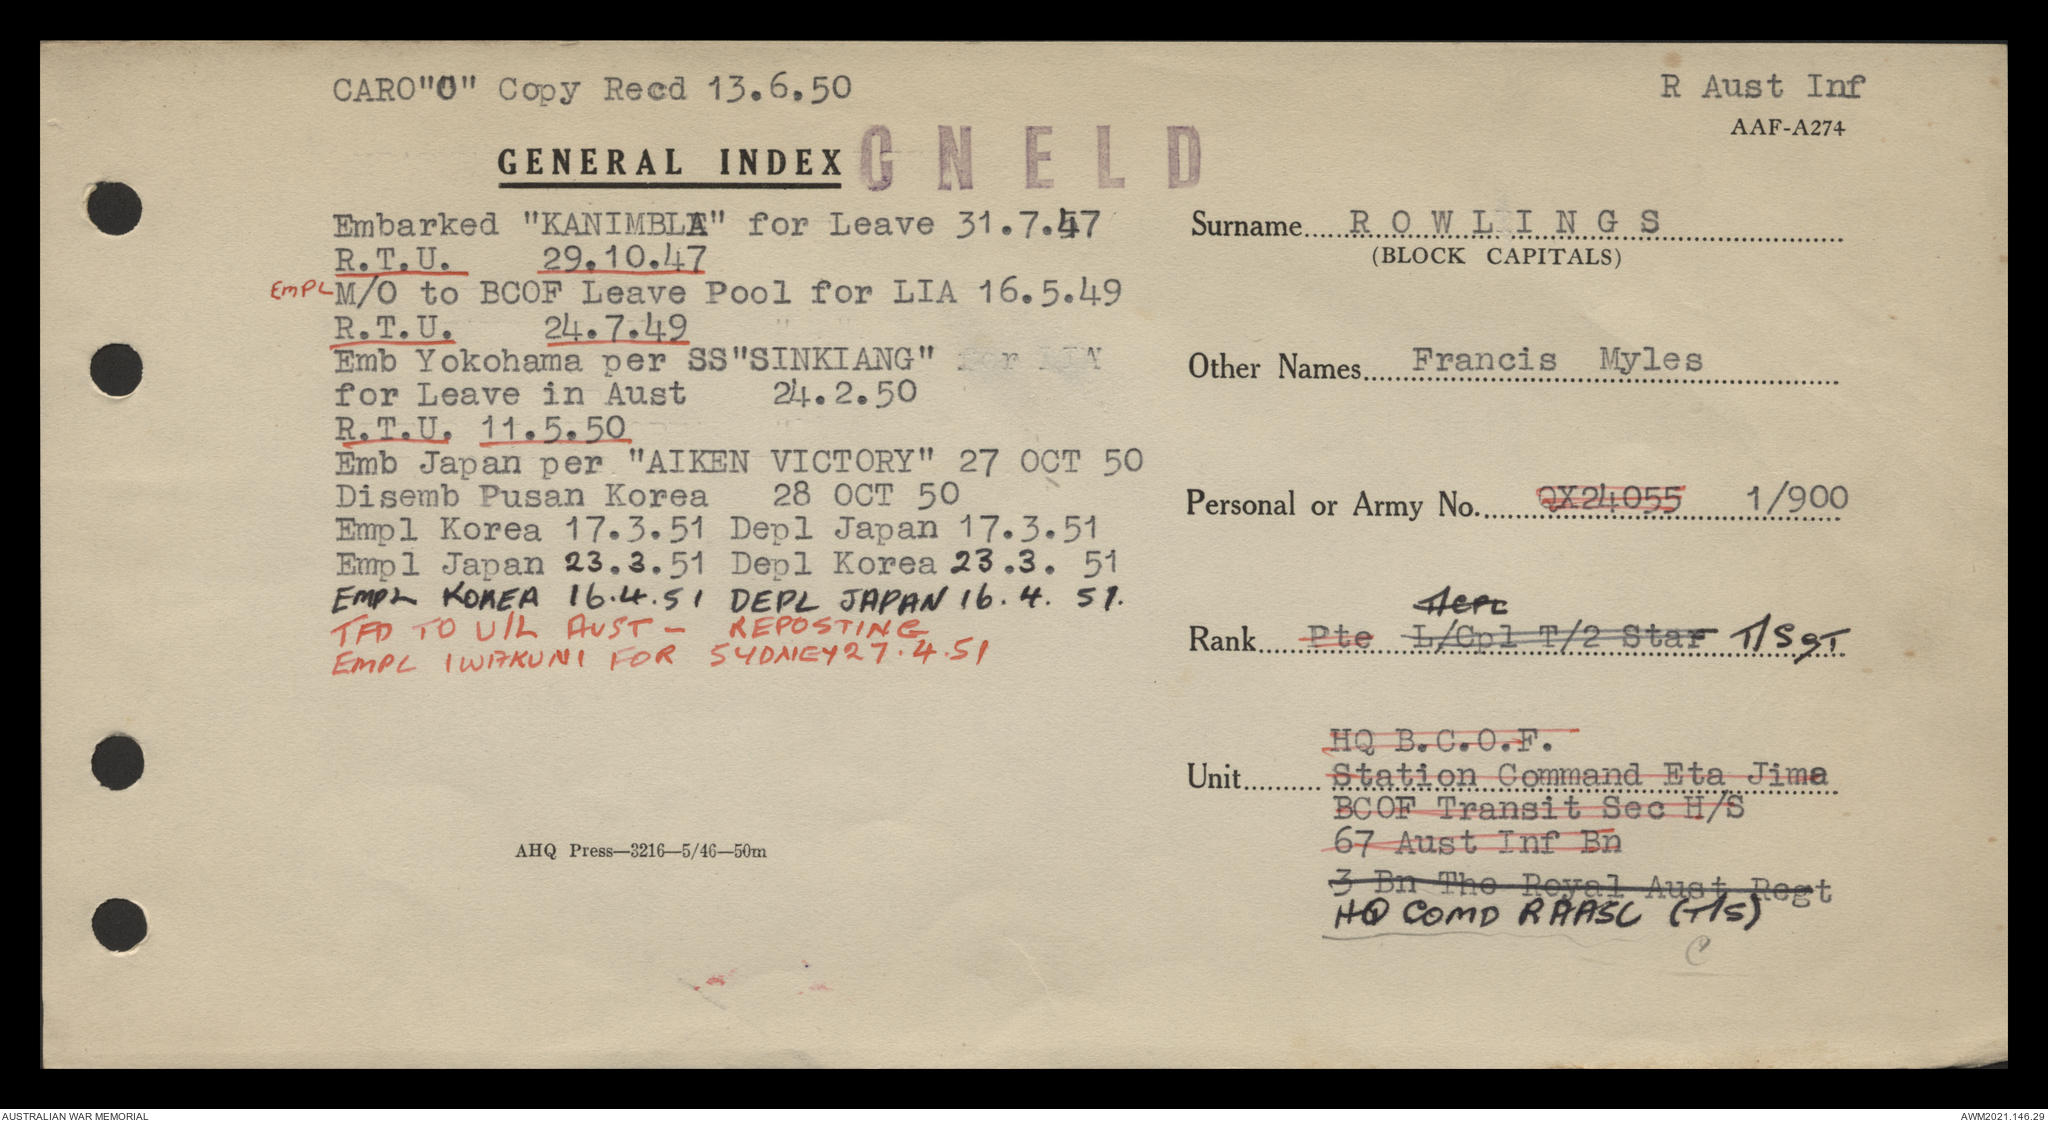 CARO"O" Copy Recd 13.6.50
R Aust Inf
AAF-A274
GENERAL INDEX
G N E L D
Embarked "KANIMBLA" for Leave 31.7.47
R.T.U. 29.10.47
EMPL M/O to BCOF Leave Pool for LIA 16.5.49
R.T.U. 24.7.49
Emb Yokohama per SS"SINKIANG"
for Leave in Aust 24.2.50
R.T.U. 11.5.50
Emb Japan per "AIKEN VICTORY" 27 OCT 50
Disemb Pusan Korea 28 OCT 50
Empl Korea 17.3.51 Depl Japan 17.3.51
Empl Japan 23.3.51 Depl Korea 23.3. 51
EMPL KOREA 16.4.51 DEPL JAPAN 16.4. 51.
TFD TO U/L AUST - REPOSTING
EMPL IWAKUNI FOR SYDNEY 27.4.51
AHQ Press—3216—5/46—50m
Surname..... R O W L I N G S
(BLOCK CAPITALS)
Other Names..... Francis Myles
Personal or Army No..... QX24055 1/900
T/CPL
Rank..... Pte L/Cpl T/2 Star T/SGT
HQ B.C.O.F.
Unit.......... Station Command Eta Jima
BCOF Transit Sec H/S
67 Aust Inf Bn
3 Bn The Royal Aust Regt
HQ COMD RAASC (T/S)
C
AUSTRALIAN WAR MEMORIAL
AWM2021.146.29